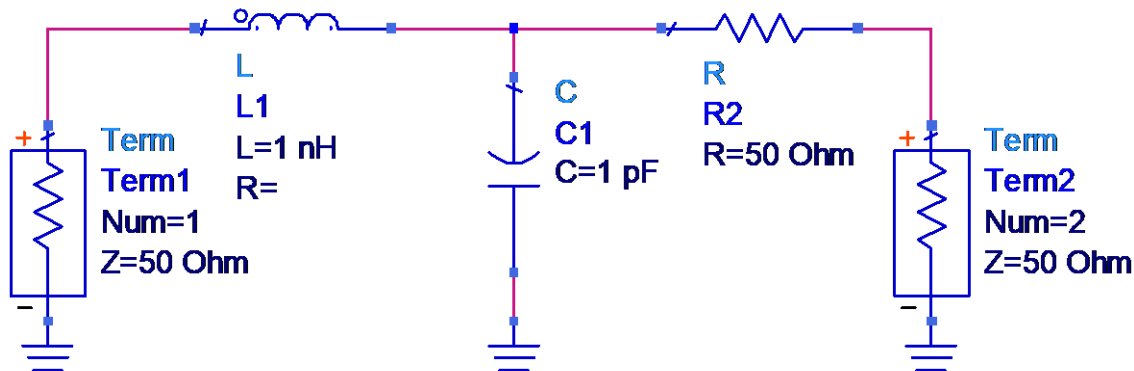 L
L1
L=1 nH
R=
C
C1
C=1 pF
R
R2
R=50 Ohm
+
Term
Term1
Num=1
Z=50 Ohm
−
+
Term
Term2
Num=2
Z=50 Ohm
−